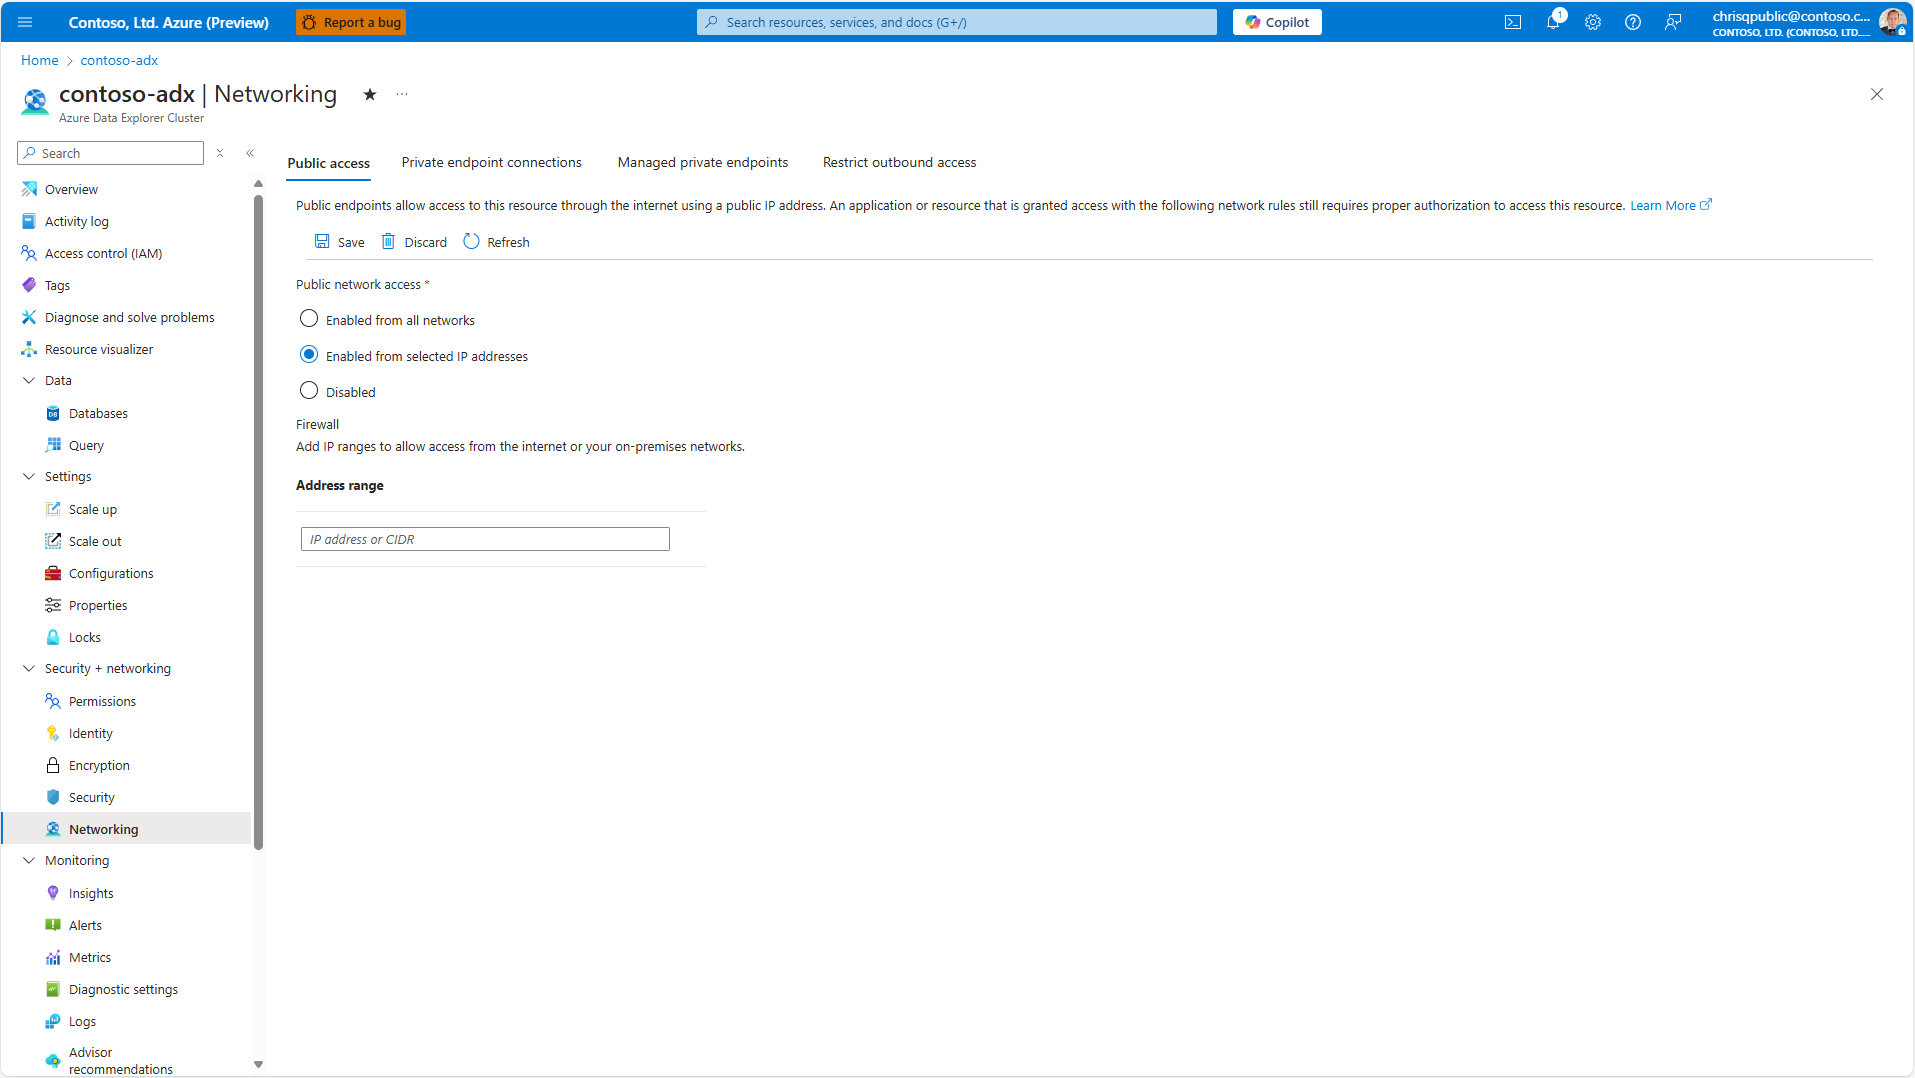 Contoso, Ltd. Azure (Preview)
Report a bug
Search resources, services, and docs (G+/)
Copilot
1
chrisqpublic@contoso.c...
CONTOSO, LTD. (CONTOSO, LTD.....
Home > contoso-adx
contoso-adx | Networking
Azure Data Explorer Cluster
Search
Overview
Activity log
Access control (IAM)
Tags
Diagnose and solve problems
Resource visualizer
Data
Databases
Query
Settings
Scale up
Scale out
Configurations
Properties
Locks
Security + networking
Permissions
Identity
Encryption
Security
Networking
Monitoring
Insights
Alerts
Metrics
Diagnostic settings
Logs
Advisor
recommendations
Public access
Private endpoint connections
Managed private endpoints
Restrict outbound access
Public endpoints allow access to this resource through the internet using a public IP address. An application or resource that is granted access with the following network rules still requires proper authorization to access this resource. Learn More
Save
Discard
Refresh
Public network access *
Enabled from all networks
Enabled from selected IP addresses
Disabled
Firewall
Add IP ranges to allow access from the internet or your on-premises networks.
Address range
IP address or CIDR